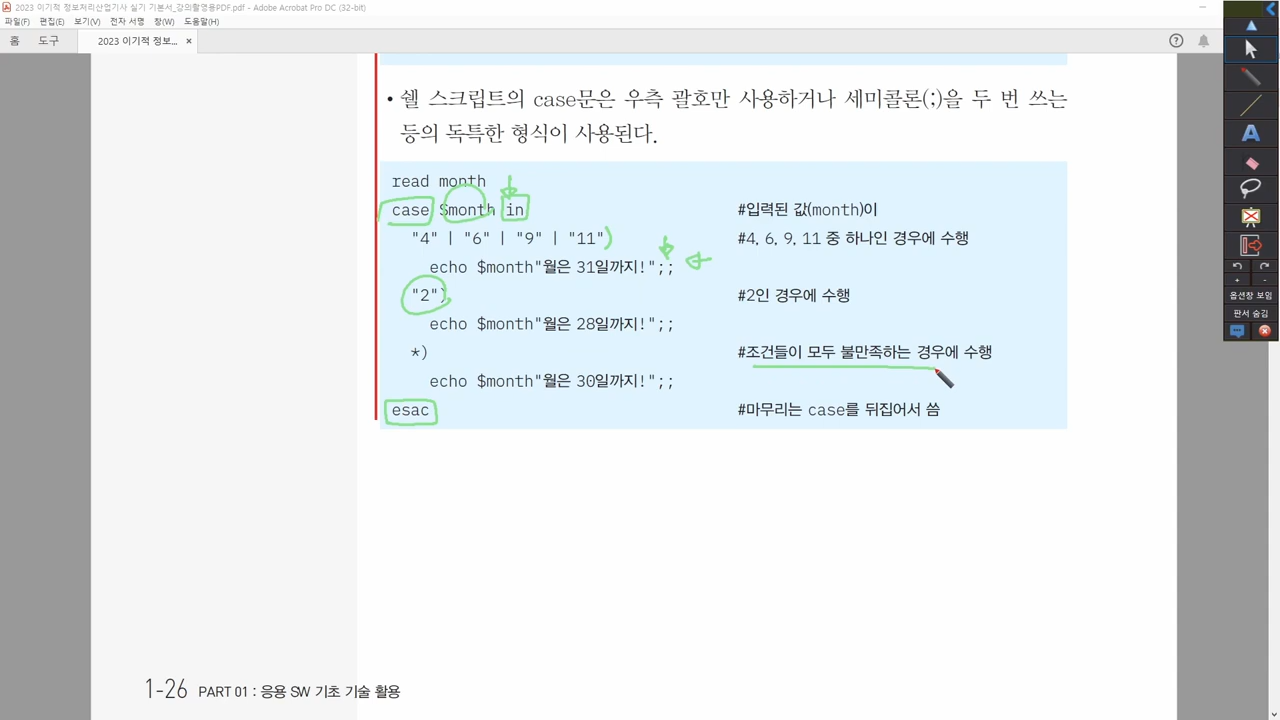 2023 이기적 정보처리산업기사 실기 기본서_강의촬영용PDF.pdf - Adobe Acrobat Pro DC (32-bit)
파일(F) 편집(E) 보기(V) 전자 서명 창(W) 도움말(H)
홈 도구 2023 이기적 정보... ×
• 쉘 스크립트의 case문은 우측 괄호만 사용하거나 세미콜론(;)을 두 번 쓰는
등의 독특한 형식이 사용된다.
read month
case $month in #입력된 값(month)이
"4" | "6" | "9" | "11") #4, 6, 9, 11 중 하나인 경우에 수행
echo $month"월은 31일까지!";;
"2") #2인 경우에 수행
echo $month"월은 28일까지!";;
*) #조건들이 모두 불만족하는 경우에 수행
echo $month"월은 30일까지!";;
esac #마무리는 case를 뒤집어서 씀
1-26 PART 01 : 응용 SW 기초 기술 활용
A
옵션창 보임
판서 숨김